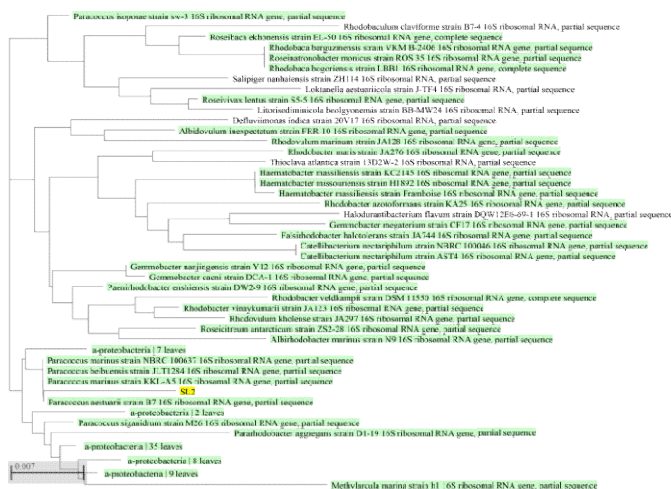 Paracoccus isoporae strain sw-3 16S ribosomal RNA gene, partial sequence
Rhodobaculum claviforme strain B7-4 16S ribosomal RNA, partial sequence
Roseibaca ekhonensis strain EL-50 16S ribosomal RNA gene, complete sequence
Rhodobaca barguzinensis strain VKM B-2406 16S ribosomal RNA gene, partial sequence
Roseinatronobacter monicus strain ROS 35 16S ribosomal RNA gene, partial sequence
Rhodobaca bogoriensis strain LBB1 16S ribosomal RNA gene, complete sequence
Salipiger nanhaiensis strain ZH114 16S ribosomal RNA, partial sequence
Loktanella aestuariicola strain J-TF4 16S ribosomal RNA, partial sequence
Roseivivax lentus strain S5-5 16S ribosomal RNA gene, partial sequence
Litorisediminicola beolgyonensis strain BB-MW24 16S ribosomal RNA, partial sequence
Defluviimonas indica strain 20V17 16S ribosomal RNA, partial sequence
Albidovulum inexpectatum strain FRR-10 16S ribosomal RNA gene, partial sequence
Rhodovulum marinum strain JA128 16S ribosomal RNA gene, partial sequence
Rhodobacter maris strain JA276 16S ribosomal RNA gene, partial sequence
Thioclava atlantica strain 13D2W-2 16S ribosomal RNA, partial sequence
Haematobacter massiliensis strain KC2145 16S ribosomal RNA gene, partial sequence
Haematobacter missouriensis strain H1892 16S ribosomal RNA gene, partial sequence
Haematobacter massiliensis strain Framboise 16S ribosomal RNA gene, partial sequence
Rhodobacter azotoformans strain KA25 16S ribosomal RNA gene, partial sequence
Halodurantibacterium flavum strain DQW12E6-69-1 16S ribosomal RNA, partial sequence
Gemmobacter megaterium strain CF17 16S ribosomal RNA gene, partial sequence
Falsirhodobacter halotolerans strain JA744 16S ribosomal RNA gene, partial sequence
Catellibacterium nectariphilum strain NBRC 100046 16S ribosomal RNA gene, partial sequence
Catellibacterium nectariphilum strain AST4 16S ribosomal RNA gene, partial sequence
Gemmobacter nanjingensis strain Y12 16S ribosomal RNA gene, partial sequence
Gemmobacter caeni strain DCA-1 16S ribosomal RNA gene, partial sequence
Paenirhodobacter enshiensis strain DW2-9 16S ribosomal RNA gene, partial sequence
Rhodobacter veldkampii strain DSM 11550 16S ribosomal RNA gene, complete sequence
Rhodobacter vinaykumarii strain JA123 16S ribosomal RNA gene, partial sequence
Rhodovulum kholense strain JA297 16S ribosomal RNA gene, partial sequence
Roseicitreum antarcticum strain ZS2-28 16S ribosomal RNA gene, partial sequence
Albirhodobacter marinus strain N9 16S ribosomal RNA gene, partial sequence
a-proteobacteria | 7 leaves
Paracoccus marinus strain NBRC 100637 16S ribosomal RNA gene, partial sequence
Paracoccus beibuensis strain JLT1284 16S ribosomal RNA gene, partial sequence
Paracoccus marinus strain KKL-A5 16S ribosomal RNA gene, partial sequence
SL7
Paracoccus aestuarii strain B7 16S ribosomal RNA gene, partial sequence
a-proteobacteria | 2 leaves
Paracoccus siganidrum strain M26 16S ribosomal RNA gene, partial sequence
Pararhodobacter aggregans strain D1-19 16S ribosomal RNA gene, partial sequence
a-proteobacteria | 35 leaves
a-proteobacteria | 8 leaves
0.007
a-proteobacteria | 9 leaves
Methylarcula marina strain h1 16S ribosomal RNA gene, partial sequence